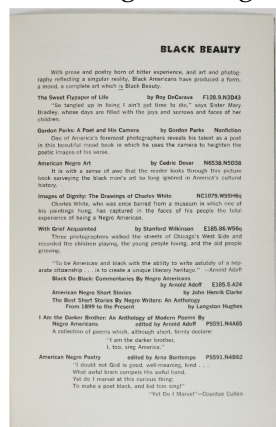 BLACK BEAUTY
With prose and poetry born of bitter experience, and art and photog-
raphy reflecting a singular reality, Black Americans have produced a form,
a mood, a complete art which is Black Beauty.
The Sweet Flypaper of Life by Roy DeCarava F128.9.N3D43
"So tangled up in living I ain't got time to die," says Sister Mary
Bradley, whose days are filled with the joys and sorrows and faces of her
children.
Gordon Parks: A Poet and His Camera by Gordon Parks Nonfiction
One of America's foremost photographers reveals his talent as a poet
in this beautiful mood book in which he uses the camera to heighten the
poetic images of his verse.
American Negro Art by Cedric Dover N6538.N5D38
It is with a sense of awe that the reader looks through this picture
book surveying the black man's art so long ignored in America's cultural
history.
Images of Dignity: The Drawings of Charles White NC1075.W55H6
Charles White, who was once barred from a museum in which one of
his paintings hung, has captured in the faces of his people the total
experience of being a Negro American.
With Grief Acquainted by Stanford Wilkinson E185.86.W56
Three photographers walked the streets of Chicago's West Side and
recorded the children playing, the young people loving, and the old people
grieving.
"To be American and black with the ability to write astutely of a sep-
arate citizenship . . . is to create a unique literary heritage." —Arnold Adoff
Black On Black: Commentaries By Negro Americans
by Arnold Adoff E185.5.A24
American Negro Short Stories by John Henrik Clarke
The Best Short Stories By Negro Writers: An Anthology
From 1899 to the Present by Langston Hughes
I Am the Darker Brother: An Anthology of Modern Poems By
Negro Americans edited by Arnold Adoff PS591.N4A65
A collection of poems which, although short, firmly declare:
"I am the darker brother,
I, too, sing America."
American Negro Poetry edited by Arna Bontemps PS591.N4B62
"I doubt not God is good, well-meaning, kind . . .
What awful brain compels His awful hand.
Yet do I marvel at this curious thing:
To make a poet black, and bid him sing!"
"Yet Do I Marvel"—Countee Cullen